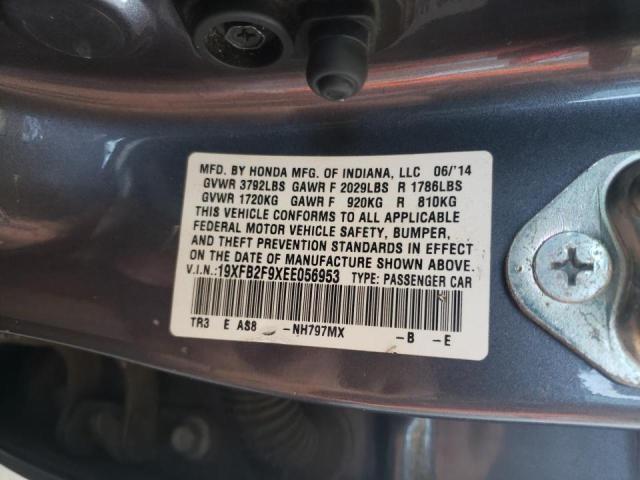 MFD. BY HONDA MFG. OF INDIANA, LLC 06/'14
GVWR 3792LBS GAWR F 2029LBS R 1786LBS
GVWR 1720KG GAWR F 920KG R 810KG
THIS VEHICLE CONFORMS TO ALL APPLICABLE
FEDERAL MOTOR VEHICLE SAFETY, BUMPER,
AND THEFT PREVENTION STANDARDS IN EFFECT
ON THE DATE OF MANUFACTURE SHOWN ABOVE.
V.I.N.: 19XFB2F9XEE056953 TYPE: PASSENGER CAR
TR3 E AS8 -NH797MX -B -E